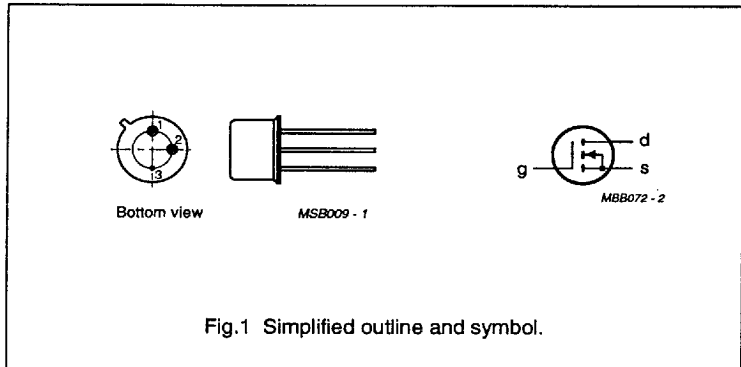 1
2
3
Bottom view
MSB009 - 1
g
d
s
MBB072 - 2
Fig.1 Simplified outline and symbol.